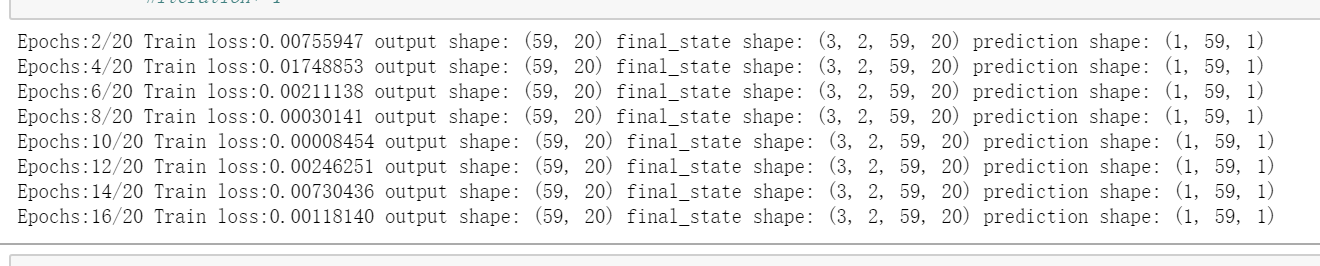 #iteration+=1
Epochs:2/20 Train loss:0.00755947 output shape: (59, 20) final_state shape: (3, 2, 59, 20) prediction shape: (1, 59, 1)
Epochs:4/20 Train loss:0.01748853 output shape: (59, 20) final_state shape: (3, 2, 59, 20) prediction shape: (1, 59, 1)
Epochs:6/20 Train loss:0.00211138 output shape: (59, 20) final_state shape: (3, 2, 59, 20) prediction shape: (1, 59, 1)
Epochs:8/20 Train loss:0.00030141 output shape: (59, 20) final_state shape: (3, 2, 59, 20) prediction shape: (1, 59, 1)
Epochs:10/20 Train loss:0.00008454 output shape: (59, 20) final_state shape: (3, 2, 59, 20) prediction shape: (1, 59, 1)
Epochs:12/20 Train loss:0.00246251 output shape: (59, 20) final_state shape: (3, 2, 59, 20) prediction shape: (1, 59, 1)
Epochs:14/20 Train loss:0.00730436 output shape: (59, 20) final_state shape: (3, 2, 59, 20) prediction shape: (1, 59, 1)
Epochs:16/20 Train loss:0.00118140 output shape: (59, 20) final_state shape: (3, 2, 59, 20) prediction shape: (1, 59, 1)